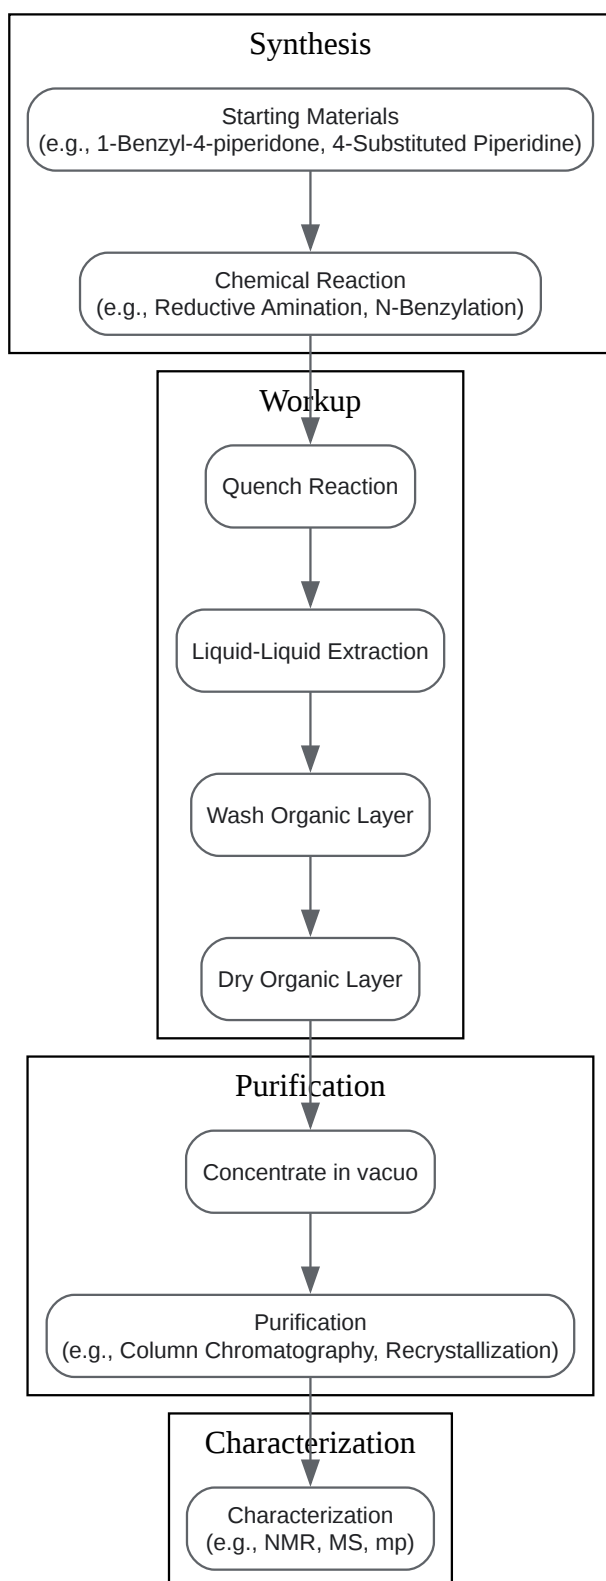 Synthesis
Starting Materials
(e.g., 1-Benzyl-4-piperidone, 4-Substituted Piperidine)
Chemical Reaction
(e.g., Reductive Amination, N-Benzylation)
Workup
Quench Reaction
Liquid-Liquid Extraction
Wash Organic Layer
Dry Organic Layer
Purification
Concentrate in vacuo
Purification
(e.g., Column Chromatography, Recrystallization)
Characterization
Characterization
(e.g., NMR, MS, mp)